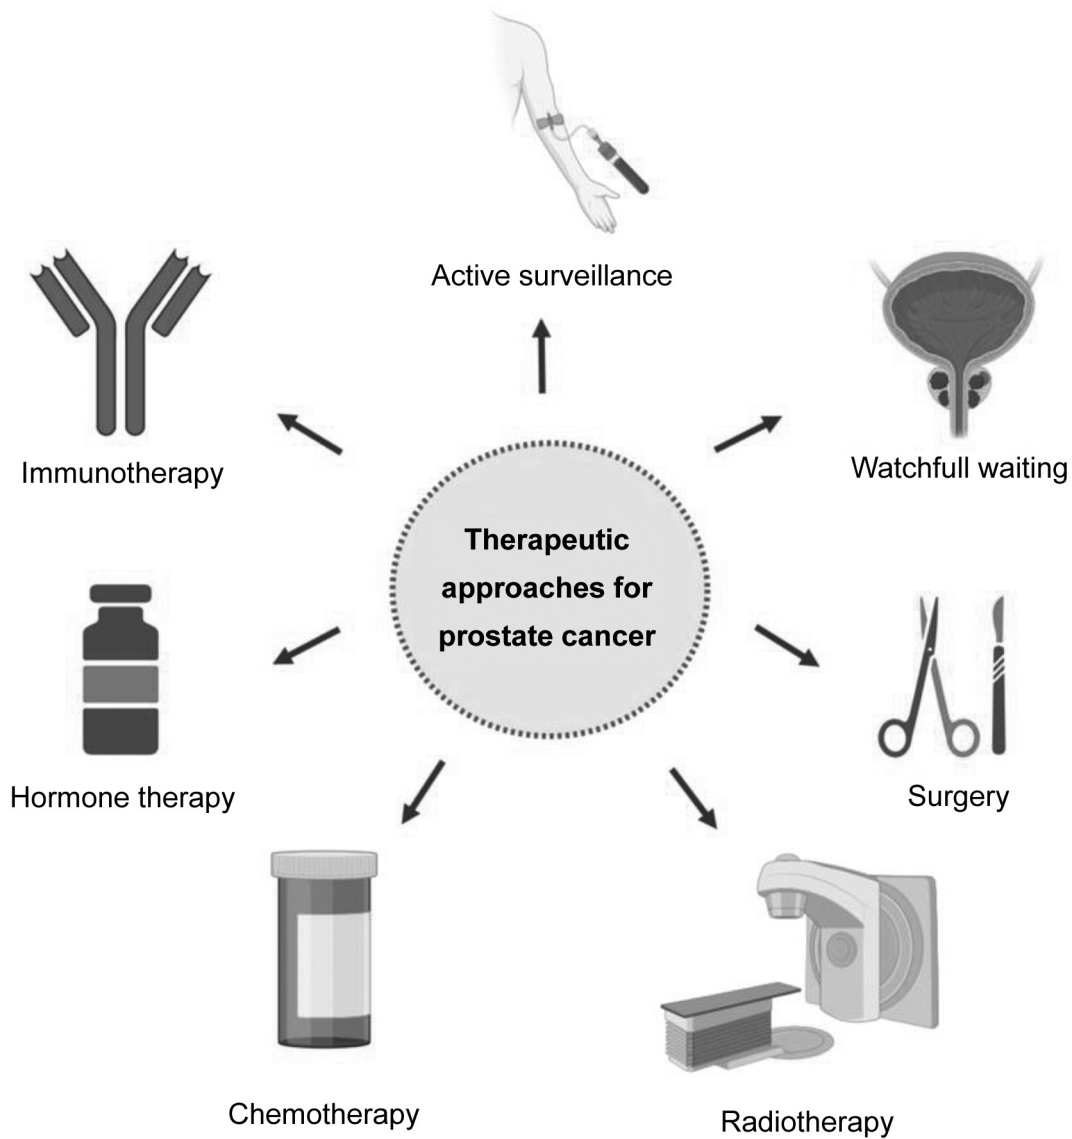 Active surveillance
Immunotherapy
Watchfull waiting
Therapeutic
approaches for
prostate cancer
Hormone therapy
Surgery
Chemotherapy
Radiotherapy